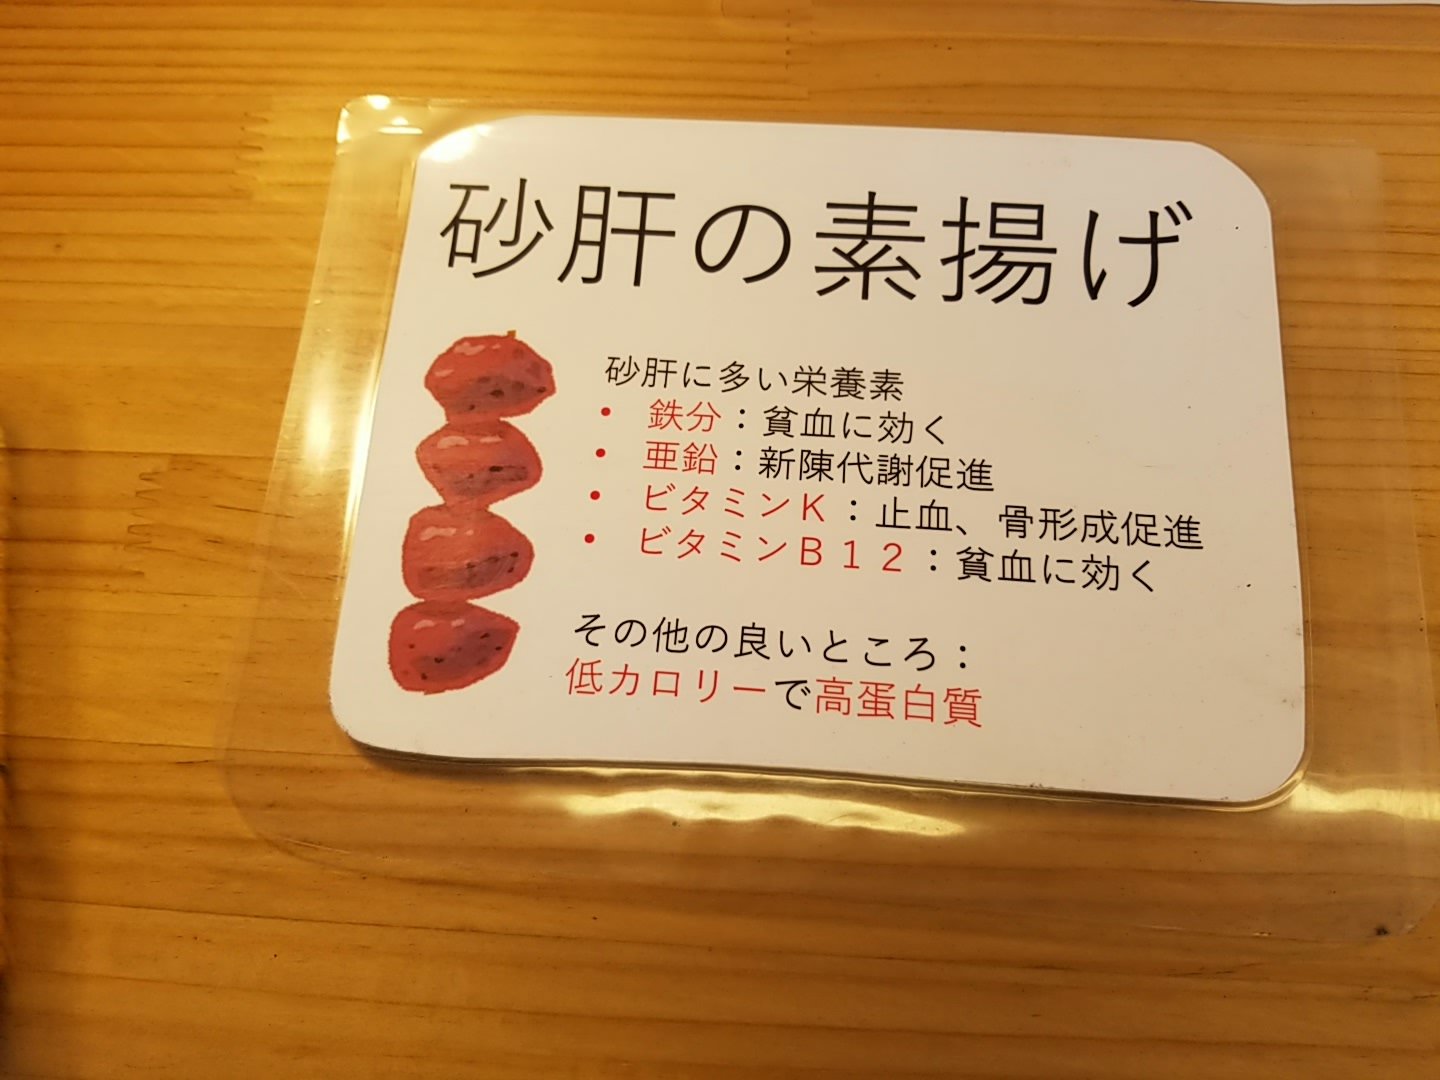 砂肝の素揚げ
砂肝に多い栄養素
• 鉄分：貧血に効く
• 亜鉛：新陳代謝促進
• ビタミンＫ：止血、骨形成促進
• ビタミンＢ１２：貧血に効く
その他の良いところ：
低カロリーで高蛋白質